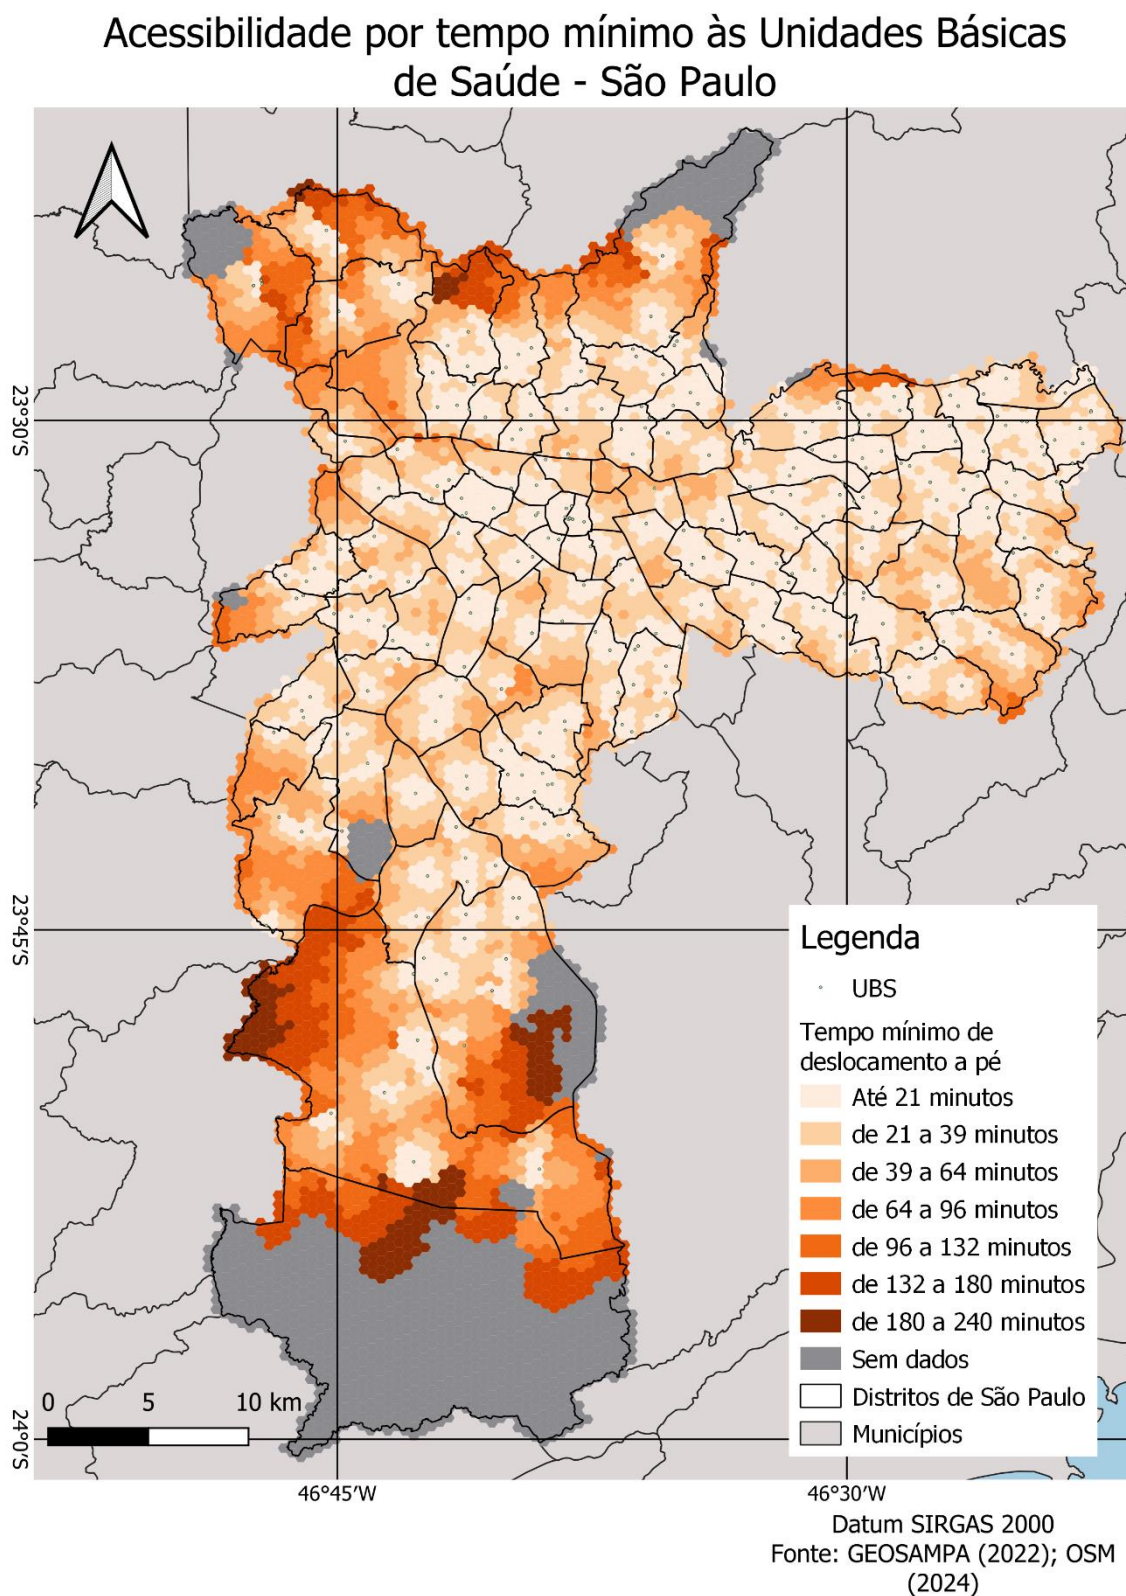 Acessibilidade por tempo mínimo às Unidades Básicas
de Saúde - São Paulo
23°30'S
23°45'S
24°0'S
Legenda
UBS
Tempo mínimo de
deslocamento a pé
Até 21 minutos
de 21 a 39 minutos
de 39 a 64 minutos
de 64 a 96 minutos
de 96 a 132 minutos
de 132 a 180 minutos
de 180 a 240 minutos
Sem dados
Distritos de São Paulo
Municípios
0 5 10 km
46°45'W
46°30'W
Datum SIRGAS 2000
Fonte: GEOSAMPA (2022); OSM
(2024)